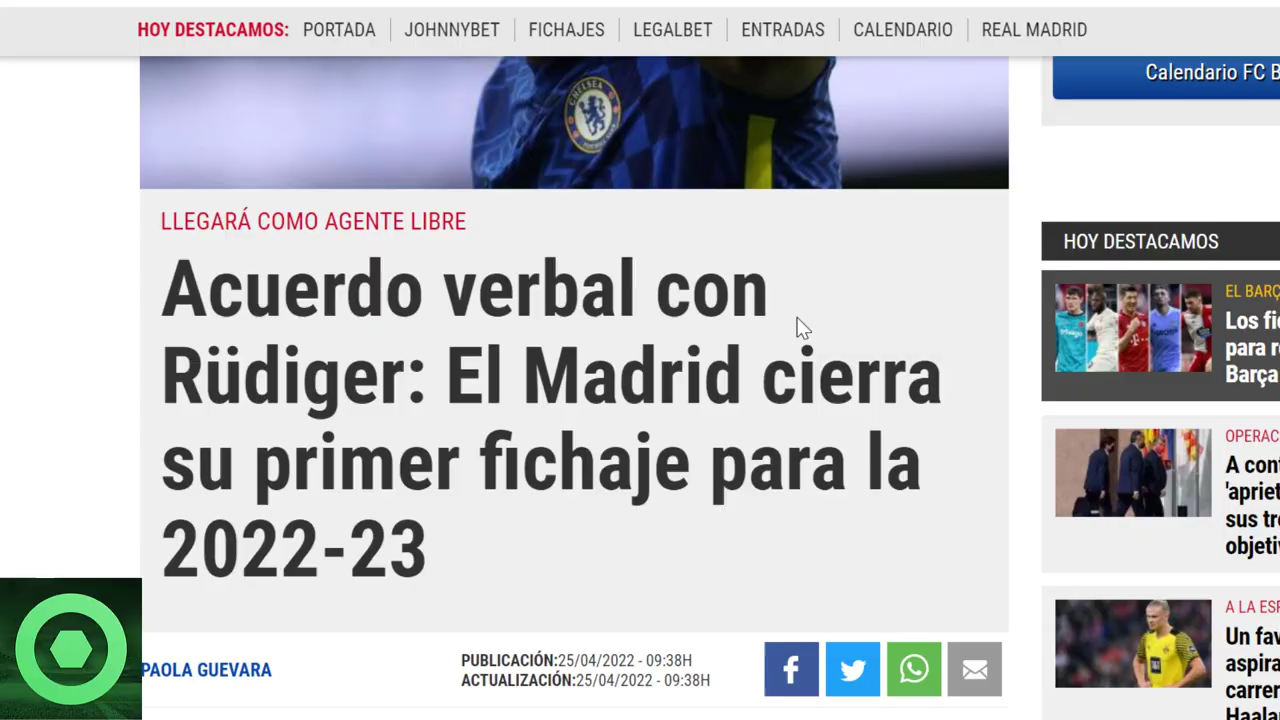 HOY DESTACAMOS: PORTADA JOHNNYBET FICHAJES LEGALBET ENTRADAS CALENDARIO REAL MADRID
CHELSEA
LLEGARÁ COMO AGENTE LIBRE
Acuerdo verbal con
Rüdiger: El Madrid cierra
su primer fichaje para la
2022-23
PAOLA GUEVARA
PUBLICACIÓN:25/04/2022 - 09:38H
ACTUALIZACIÓN:25/04/2022 - 09:38H
Calendario FC B
HOY DESTACAMOS
EL BARÇ
Los fi
para r
Barça
OPERAC
A con
'apriet
sus tr
objeti
A LA ESP
Un fav
aspira
carrer
Haala